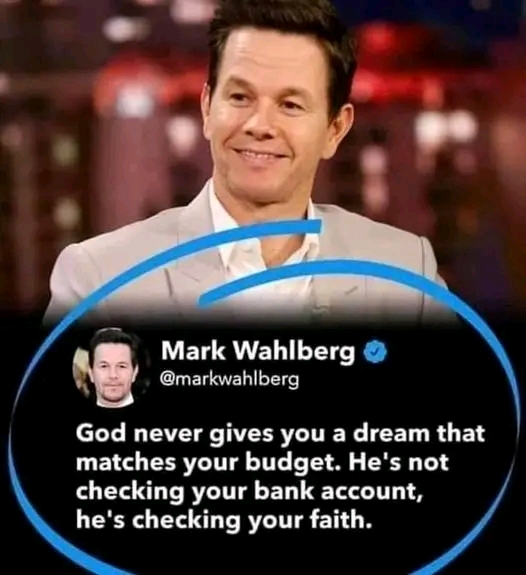 Mark Wahlberg
@markwahlberg
God never gives you a dream that
matches your budget. He's not
checking your bank account,
he's checking your faith.